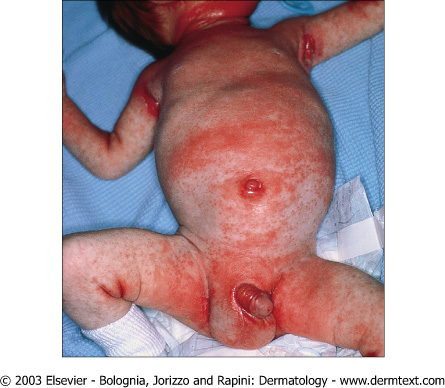 © 2003 Elsevier - Bolognia, Jorizzo and Rapini: Dermatology - www.dermtext.com